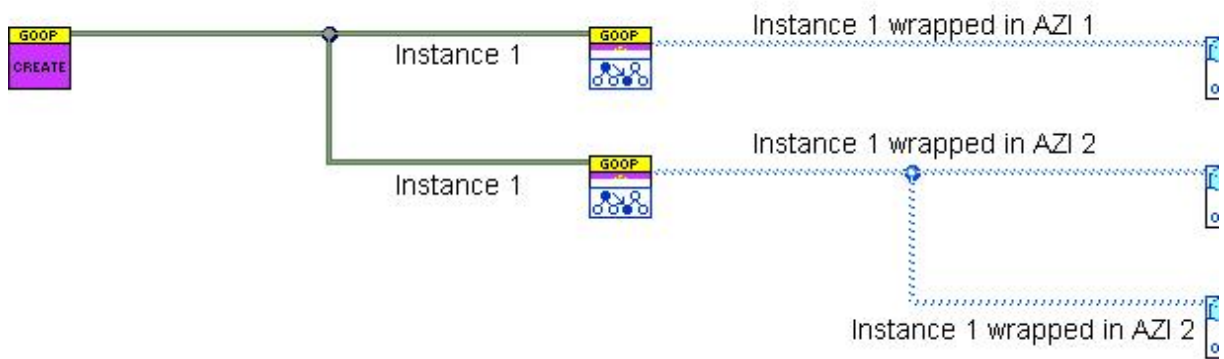 GOOP
CREATE
Instance 1
GOOP
Instance 1 wrapped in AZI 1
Instance 1
GOOP
Instance 1 wrapped in AZI 2
Instance 1 wrapped in AZI 2